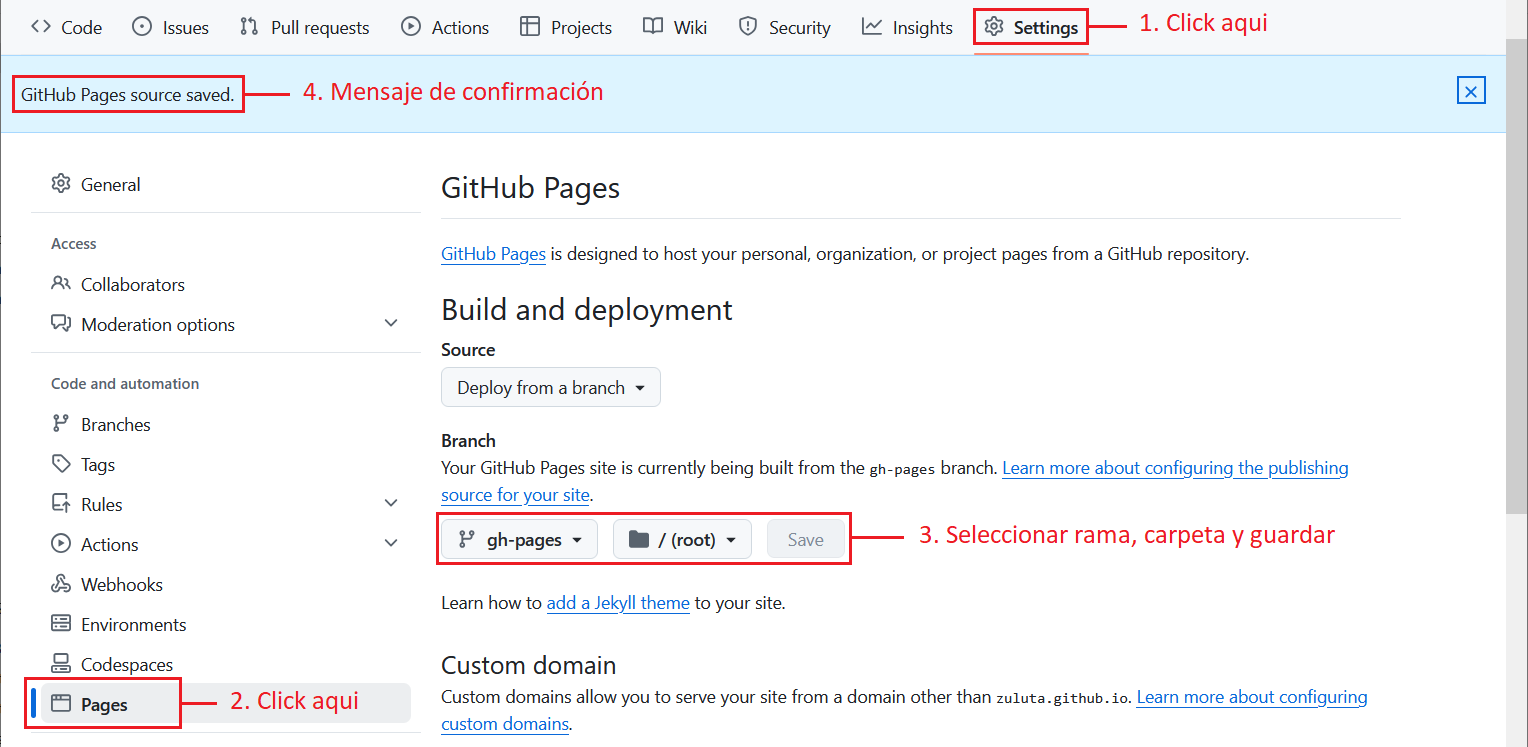 Code Issues Pull requests Actions Projects Wiki Security Insights Settings 1. Click aqui
GitHub Pages source saved. 4. Mensaje de confirmación
General
Access
Collaborators
Moderation options
Code and automation
Branches
Tags
Rules
Actions
Webhooks
Environments
Codespaces
Pages 2. Click aqui
GitHub Pages
GitHub Pages is designed to host your personal, organization, or project pages from a GitHub repository.
Build and deployment
Source
Deploy from a branch
Branch
Your GitHub Pages site is currently being built from the gh-pages branch. Learn more about configuring the publishing
source for your site.
gh-pages / (root) Save 3. Seleccionar rama, carpeta y guardar
Learn how to add a Jekyll theme to your site.
Custom domain
Custom domains allow you to serve your site from a domain other than zuluta.github.io. Learn more about configuring
custom domains.